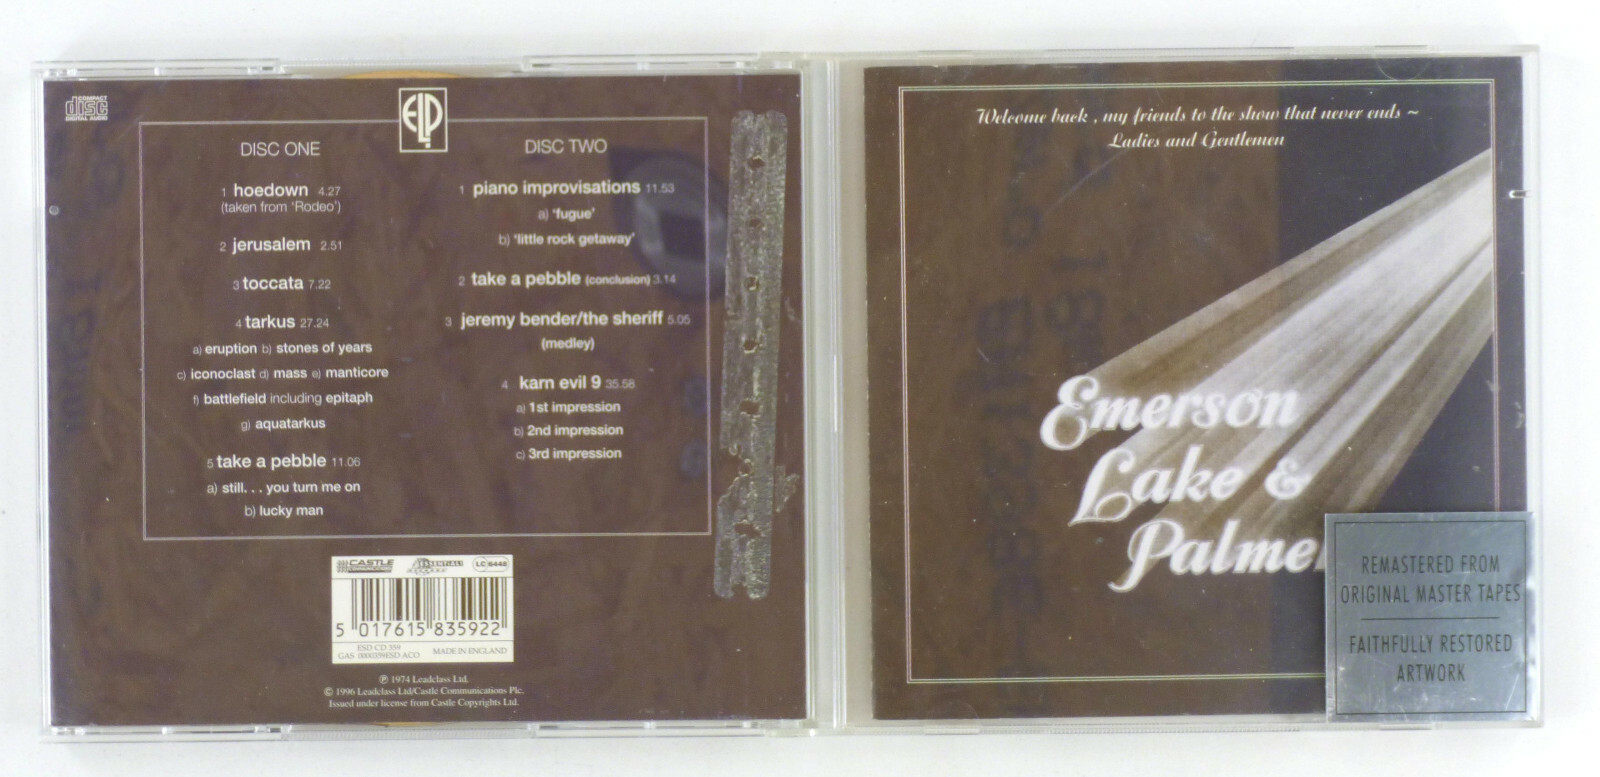 COMPACT
disc
DIGITAL AUDIO
ELP
DISC ONE
1 hoedown 4.27
(taken from 'Rodeo')
2 jerusalem 2.51
3 toccata 7.22
4 tarkus 27.24
a) eruption b) stones of years
c) iconoclast d) mass e) manticore
f) battlefield including epitaph
g) aquatarkus
5 take a pebble 11.06
a) still. . . you turn me on
b) lucky man
DISC TWO
1 piano improvisations 11.53
a) 'fugue'
b) 'little rock getaway'
2 take a pebble (conclusion) 3.14
3 jeremy bender/the sheriff 5.05
(medley)
4 karn evil 9 35.58
a) 1st impression
b) 2nd impression
c) 3rd impression
CASTLE
ESSENTIAL!
LC 6448
5 017615 835922
ESD CD 359
GAS 0000359ESD ACO
MADE IN ENGLAND
℗ 1974 Leadclass Ltd.
© 1996 Leadclass Ltd/Castle Communications Plc.
Issued under license from Castle Copyrights Ltd.
Welcome back , my friends to the show that never ends ~
Ladies and Gentlemen
Emerson
Lake &
Palmer
REMASTERED FROM
ORIGINAL MASTER TAPES
FAITHFULLY RESTORED
ARTWORK